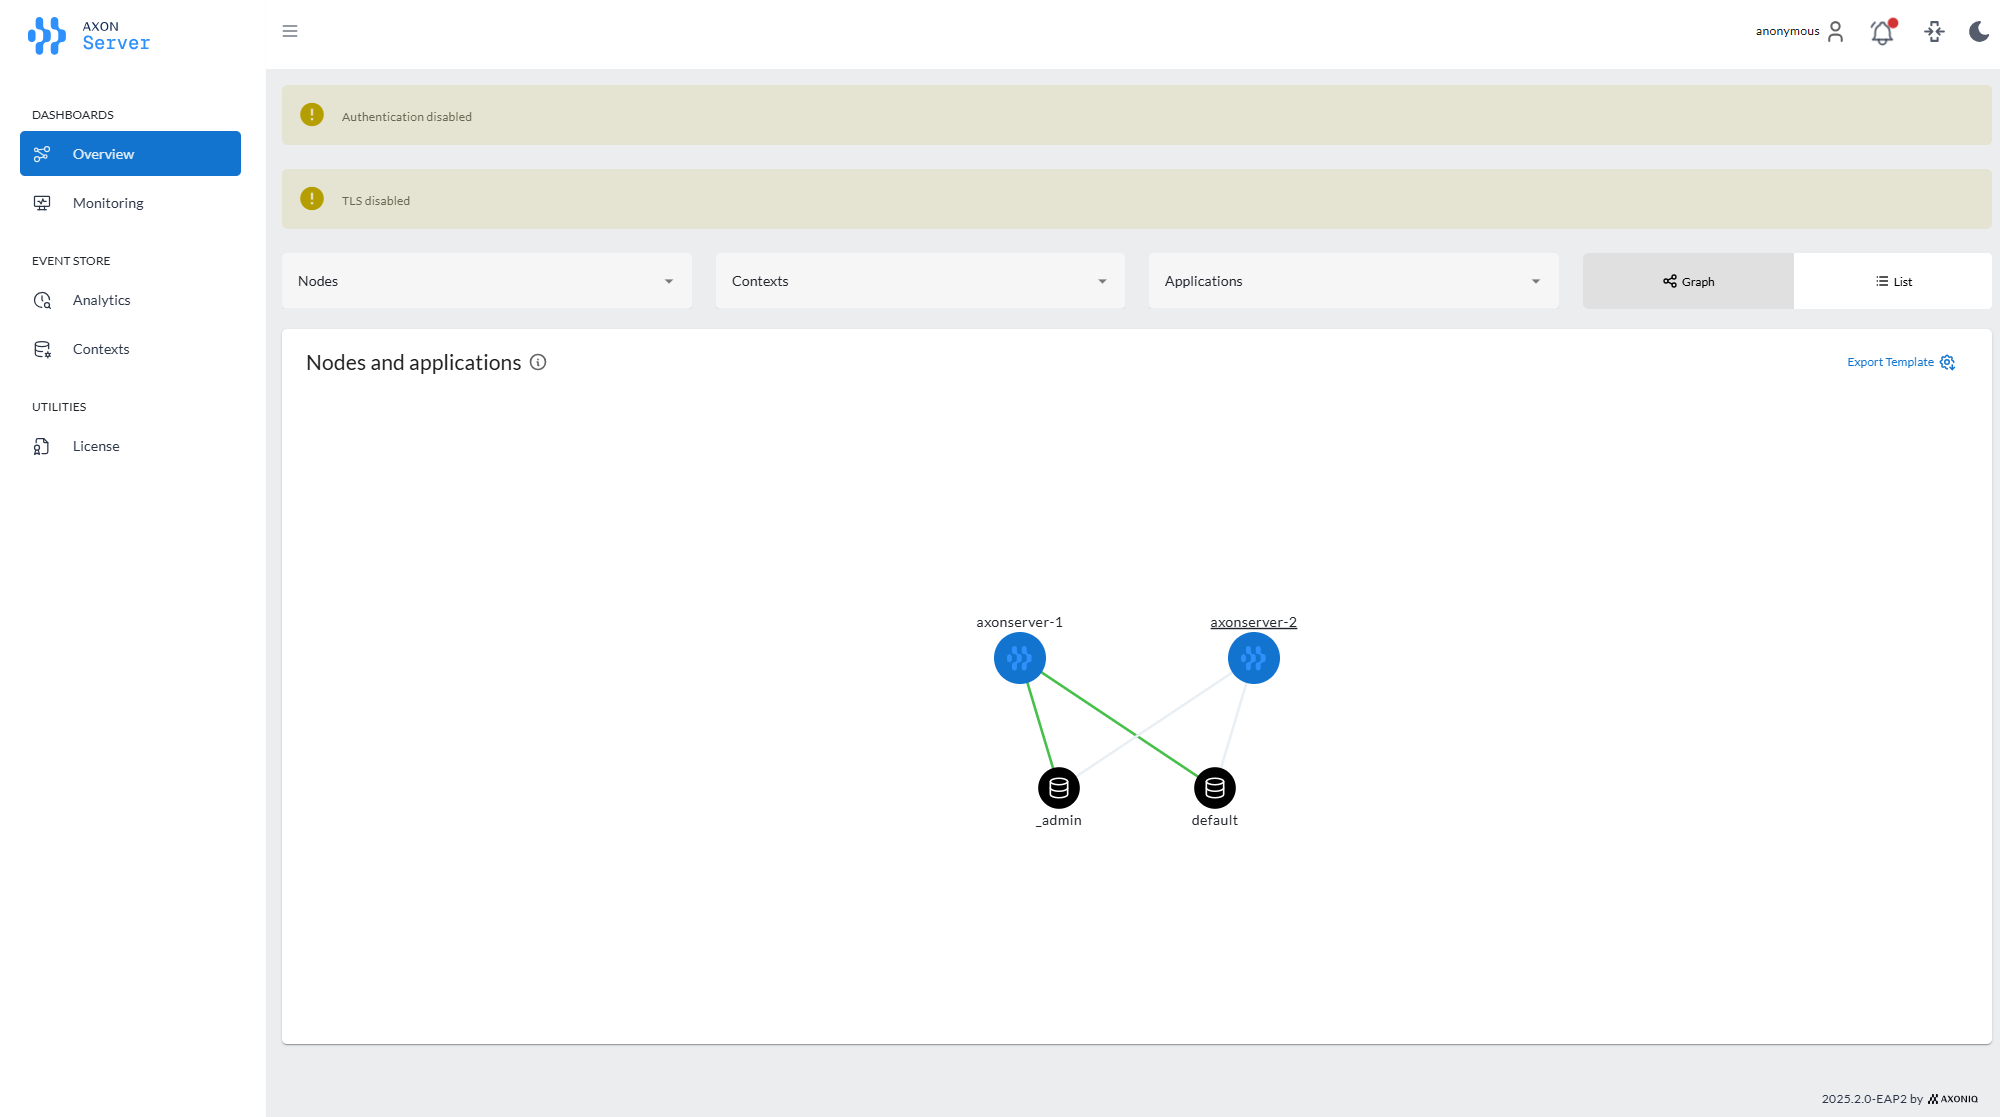 AXON
Server
anonymous
DASHBOARDS
Overview
Monitoring
EVENT STORE
Analytics
Contexts
UTILITIES
License
Authentication disabled
TLS disabled
Nodes
Contexts
Applications
Graph
List
Nodes and applications
Export Template
axonserver-1
axonserver-2
_admin
default
2025.2.0-EAP2 by AXONIQ